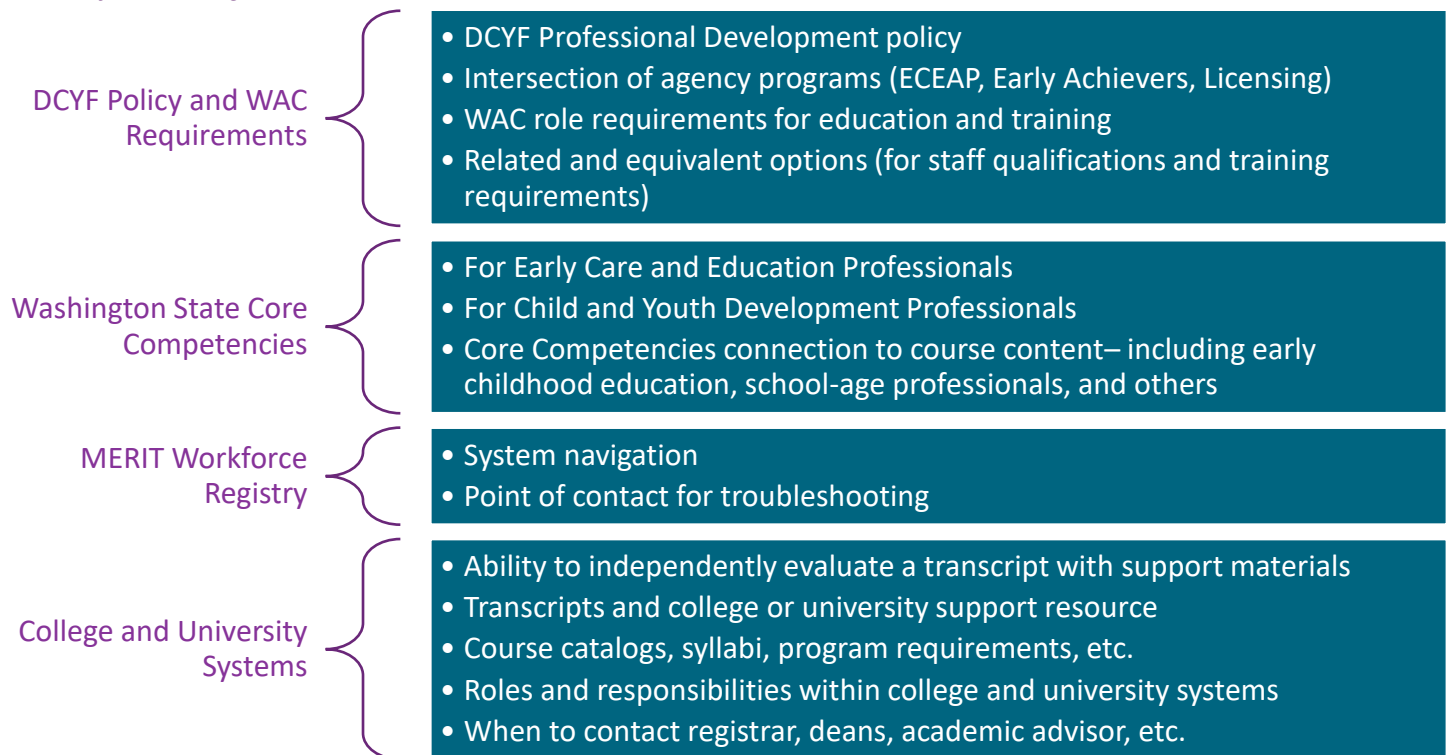 DCYF Policy and WAC
Requirements
• DCYF Professional Development policy
• Intersection of agency programs (ECEAP, Early Achievers, Licensing)
• WAC role requirements for education and training
• Related and equivalent options (for staff qualifications and training
requirements)
Washington State Core
Competencies
• For Early Care and Education Professionals
• For Child and Youth Development Professionals
• Core Competencies connection to course content– including early
childhood education, school-age professionals, and others
MERIT Workforce
Registry
• System navigation
• Point of contact for troubleshooting
College and University
Systems
• Ability to independently evaluate a transcript with support materials
• Transcripts and college or university support resource
• Course catalogs, syllabi, program requirements, etc.
• Roles and responsibilities within college and university systems
• When to contact registrar, deans, academic advisor, etc.